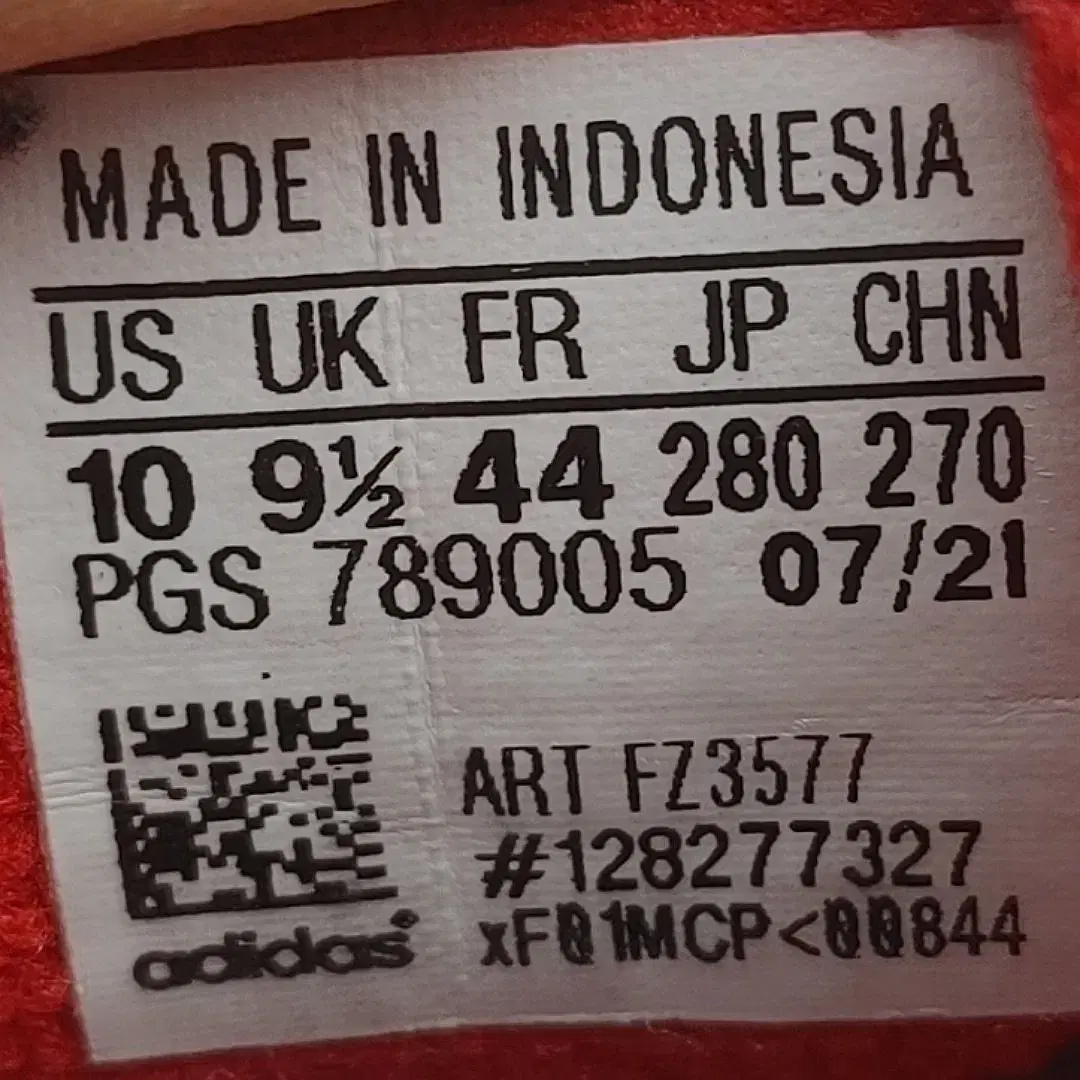 MADE IN INDONESIA
US UK FR JP CHN
10 9½ 44 280 270
PGS 789005 07/21
ART FZ3577
#128277327
xF01MCP<00844
adidas